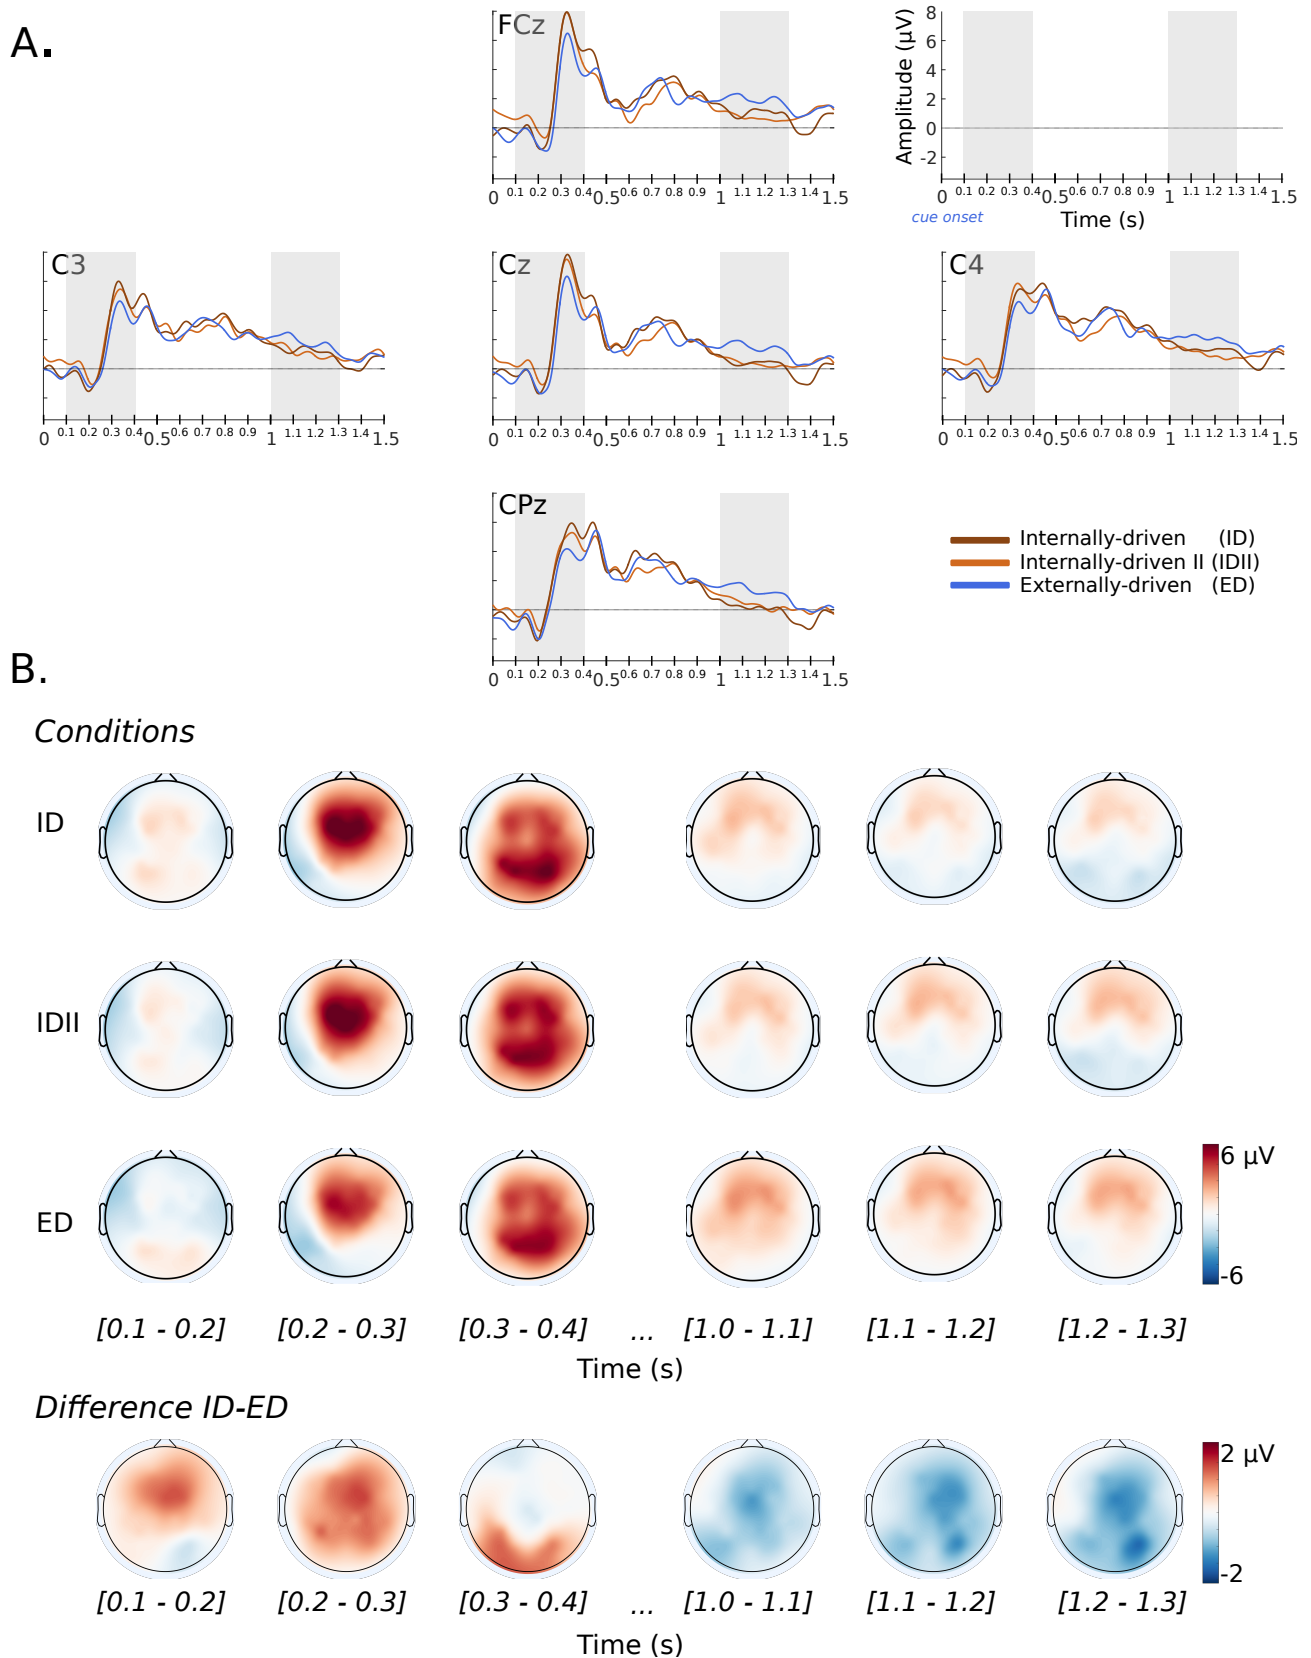 A.
FCz
0 0.1 0.2 0.3 0.4 0.5 0.6 0.7 0.8 0.9 1 1.1 1.2 1.3 1.4 1.5
Amplitude (µV)
8
6
4
2
0
-2
0 0.1 0.2 0.3 0.4 0.5 0.6 0.7 0.8 0.9 1 1.1 1.2 1.3 1.4 1.5
cue onset
Time (s)
C3
0 0.1 0.2 0.3 0.4 0.5 0.6 0.7 0.8 0.9 1 1.1 1.2 1.3 1.4 1.5
Cz
0 0.1 0.2 0.3 0.4 0.5 0.6 0.7 0.8 0.9 1 1.1 1.2 1.3 1.4 1.5
C4
0 0.1 0.2 0.3 0.4 0.5 0.6 0.7 0.8 0.9 1 1.1 1.2 1.3 1.4 1.5
CPz
0 0.1 0.2 0.3 0.4 0.5 0.6 0.7 0.8 0.9 1 1.1 1.2 1.3 1.4 1.5
Internally-driven (ID)
Internally-driven II (IDII)
Externally-driven (ED)
B.
Conditions
ID
IDII
ED
6 µV
-6
[0.1 - 0.2] [0.2 - 0.3] [0.3 - 0.4] ... [1.0 - 1.1] [1.1 - 1.2] [1.2 - 1.3]
Time (s)
Difference ID-ED
2 µV
-2
[0.1 - 0.2] [0.2 - 0.3] [0.3 - 0.4] ... [1.0 - 1.1] [1.1 - 1.2] [1.2 - 1.3]
Time (s)